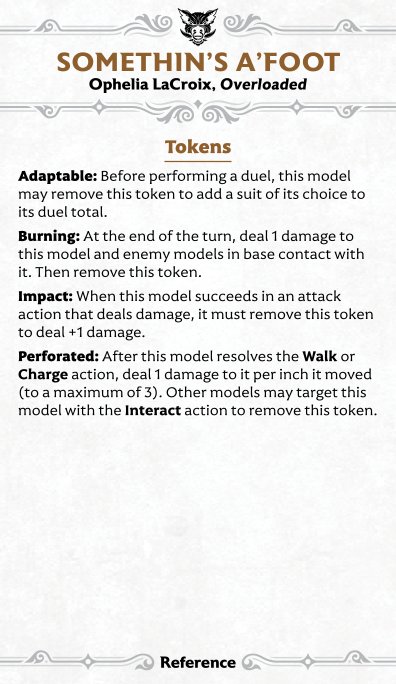 SOMETHIN'S A'FOOT
Ophelia LaCroix, Overloaded
Tokens
Adaptable: Before performing a duel, this model
may remove this token to add a suit of its choice to
its duel total.
Burning: At the end of the turn, deal 1 damage to
this model and enemy models in base contact with
it. Then remove this token.
Impact: When this model succeeds in an attack
action that deals damage, it must remove this token
to deal +1 damage.
Perforated: After this model resolves the Walk or
Charge action, deal 1 damage to it per inch it moved
(to a maximum of 3). Other models may target this
model with the Interact action to remove this token.
Reference